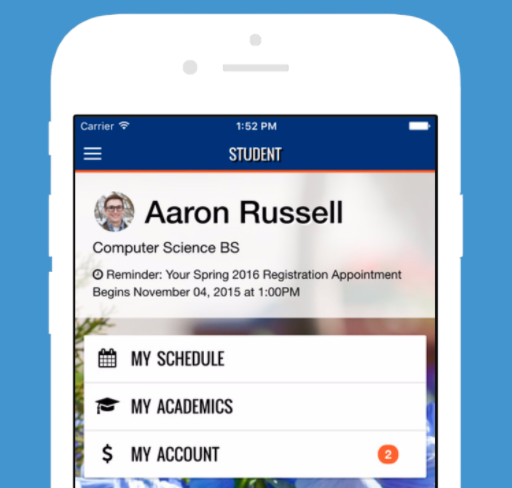 Carrier 1:52 PM
STUDENT
Aaron Russell
Computer Science BS
Reminder: Your Spring 2016 Registration Appointment
Begins November 04, 2015 at 1:00PM
MY SCHEDULE
MY ACADEMICS
$ MY ACCOUNT 2